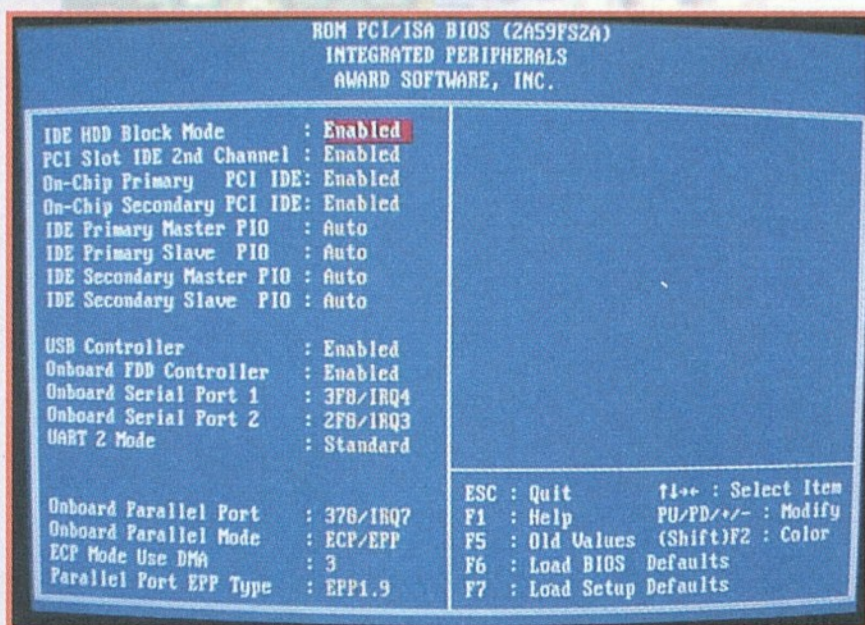 ROM PCI/ISA BIOS (2A59FS2A)
INTEGRATED PERIPHERALS
AWARD SOFTWARE, INC.
IDE HDD Block Mode : Enabled
PCI Slot IDE 2nd Channel : Enabled
On-Chip Primary PCI IDE: Enabled
On-Chip Secondary PCI IDE: Enabled
IDE Primary Master PIO : Auto
IDE Primary Slave PIO : Auto
IDE Secondary Master PIO : Auto
IDE Secondary Slave PIO : Auto
USB Controller : Enabled
Onboard FDD Controller : Enabled
Onboard Serial Port 1 : 3F8/IRQ4
Onboard Serial Port 2 : 2F8/IRQ3
UART 2 Mode : Standard
Onboard Parallel Port : 378/IRQ7
Onboard Parallel Mode : ECP/EPP
ECP Mode Use DMA : 3
Parallel Port EPP Type : EPP1.9
ESC : Quit ↑↓→← : Select Item
F1 : Help PU/PD/+/- : Modify
F5 : Old Values (Shift)F2 : Color
F6 : Load BIOS Defaults
F7 : Load Setup Defaults